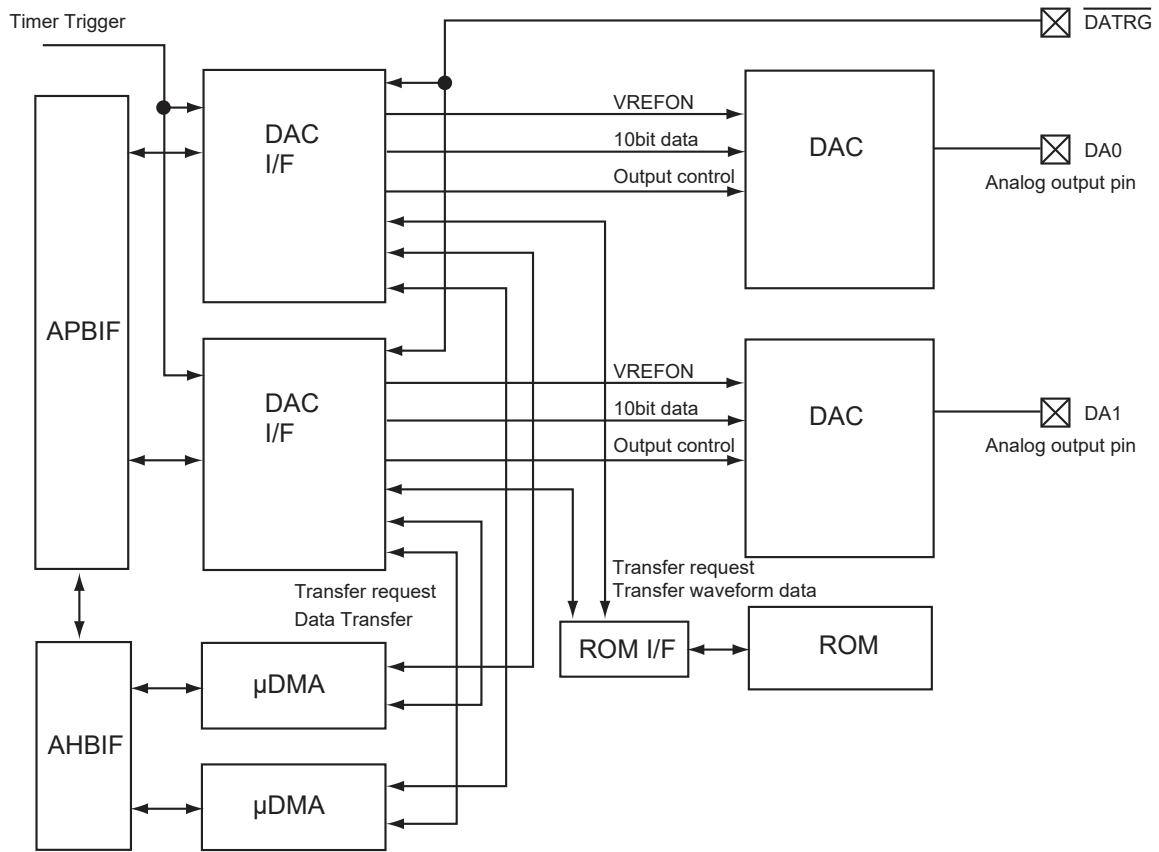 Timer Trigger
DATRG
DAC
I/F
VREFON
10bit data
Output control
DAC
DA0
Analog output pin
APBIF
DAC
I/F
VREFON
10bit data
Output control
DAC
DA1
Analog output pin
Transfer request
Data Transfer
Transfer request
Transfer waveform data
ROM I/F
ROM
AHBIF
µDMA
µDMA